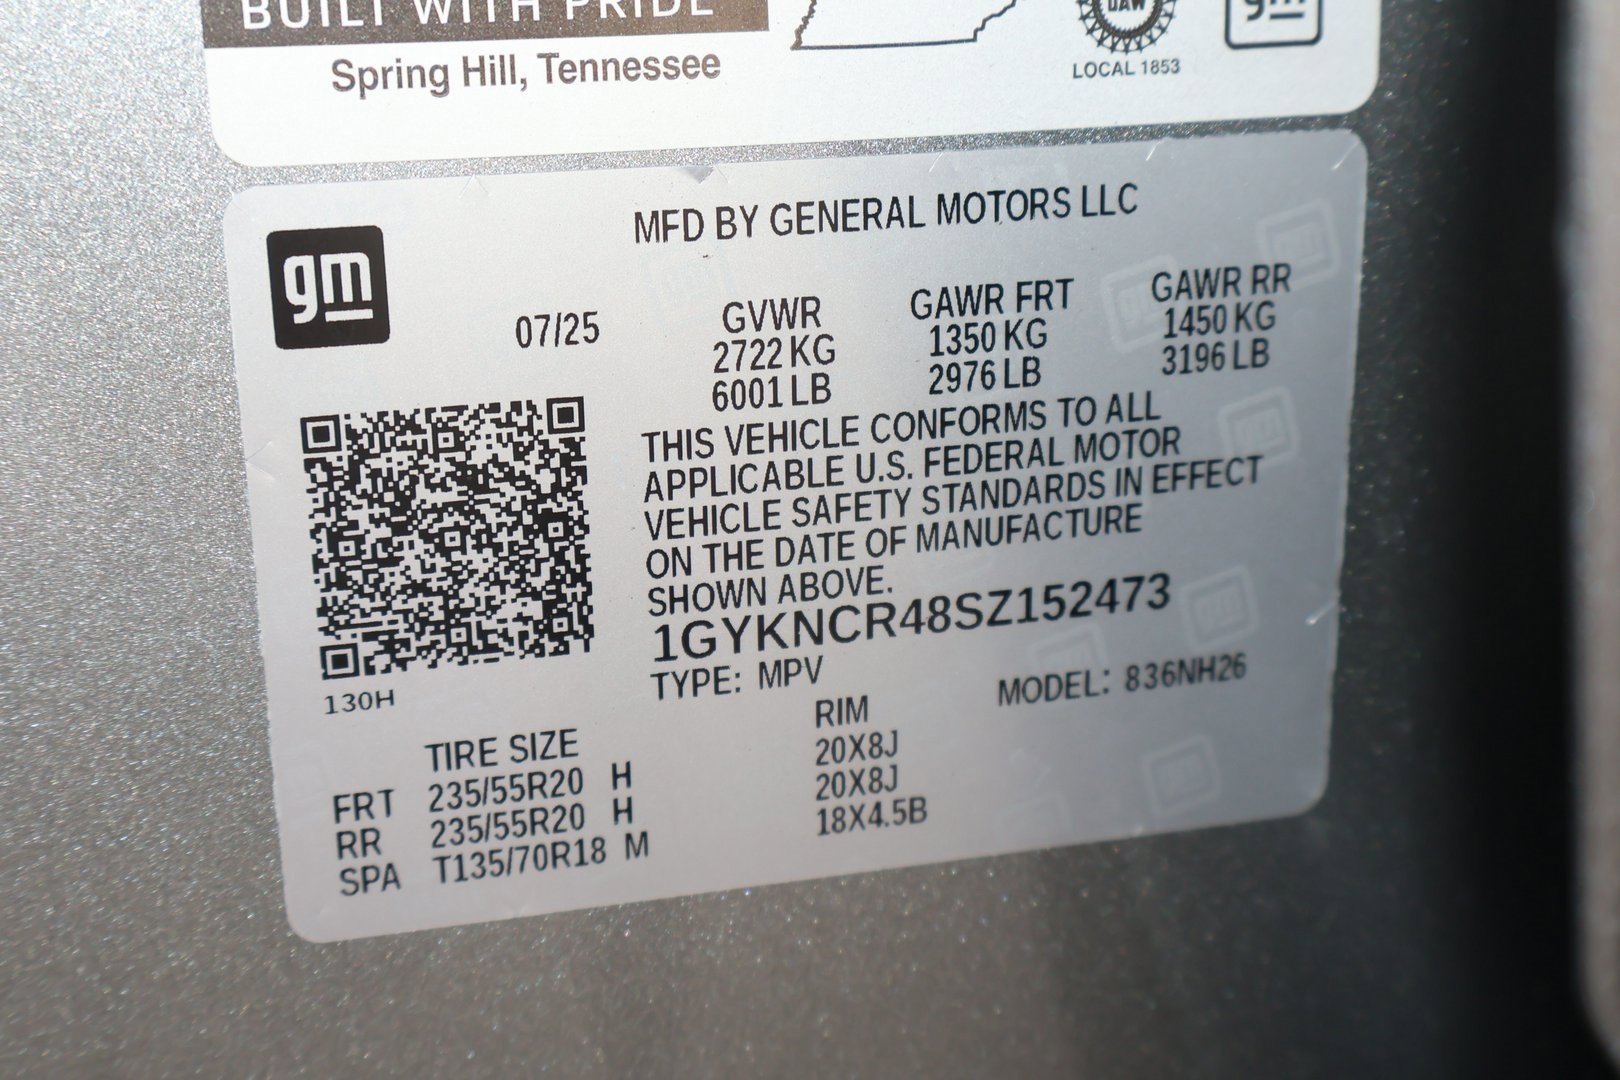 BUILT WITH PRIDE
Spring Hill, Tennessee
UAW
LOCAL 1853
gm
MFD BY GENERAL MOTORS LLC
gm
07/25
GVWR
2722 KG
6001 LB
GAWR FRT
1350 KG
2976 LB
GAWR RR
1450 KG
3196 LB
THIS VEHICLE CONFORMS TO ALL
APPLICABLE U.S. FEDERAL MOTOR
VEHICLE SAFETY STANDARDS IN EFFECT
ON THE DATE OF MANUFACTURE
SHOWN ABOVE.
1GYKNCR48SZ152473
TYPE: MPV
MODEL: 836NH26
130H
TIRE SIZE RIM
FRT 235/55R20 H 20X8J
RR 235/55R20 H 20X8J
SPA T135/70R18 M 18X4.5B